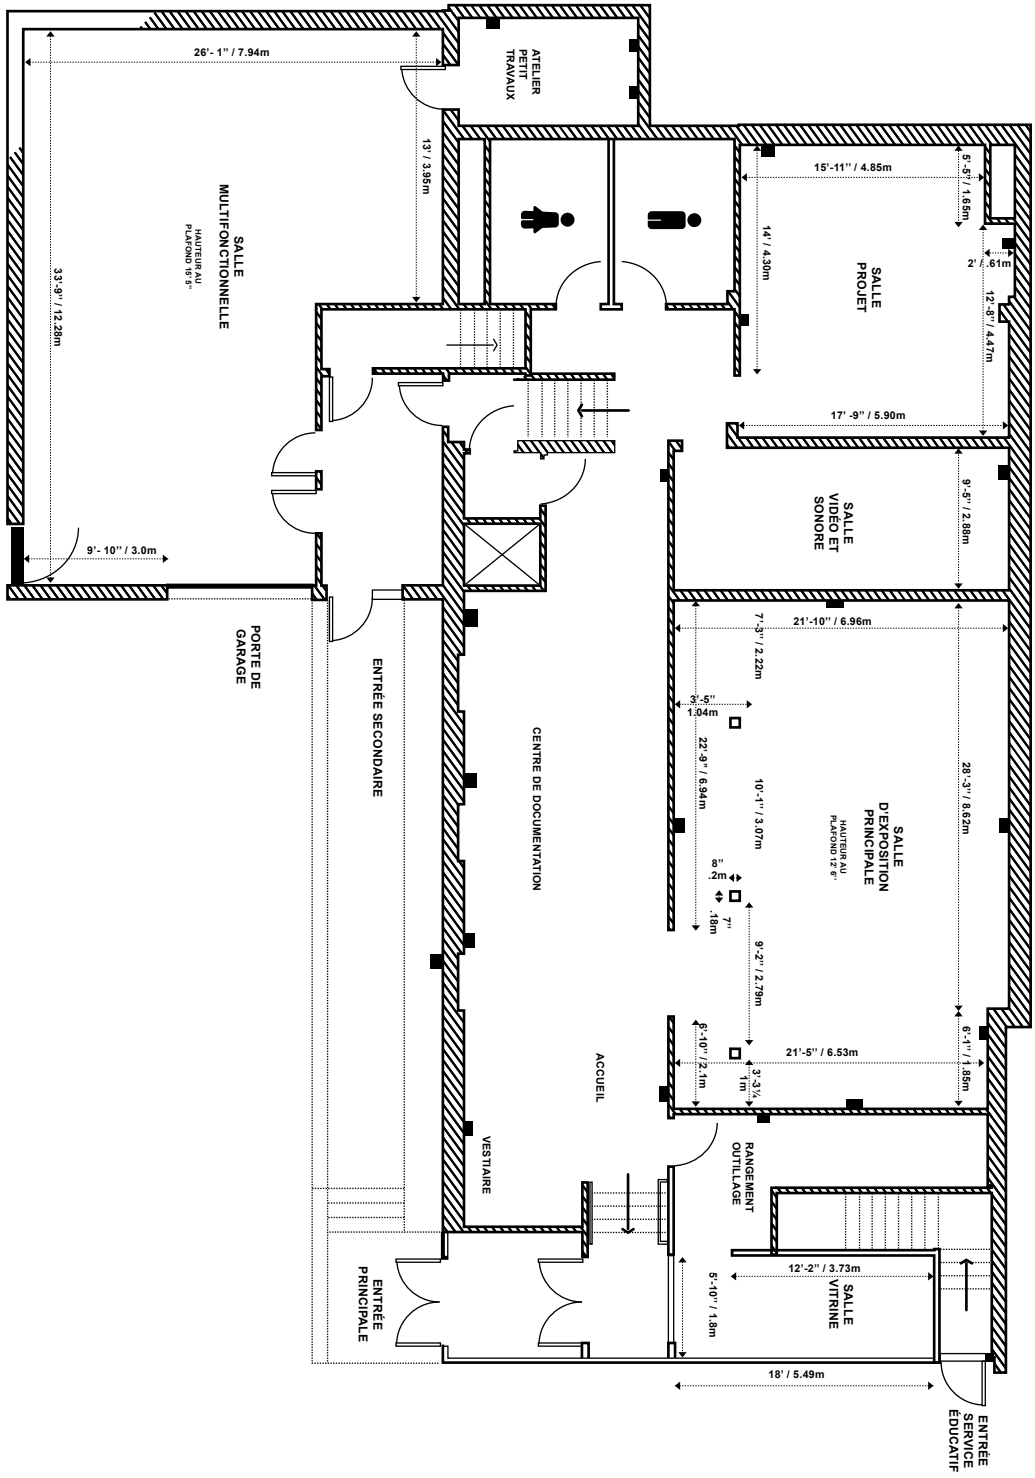 26'- 1'' / 7.94m
13' / 3.95m
33'-9'' / 12.28m
SALLE
MULTIFONCTIONNELLE
HAUTEUR AU
PLAFOND 15' 5''
9'- 10'' / 3.0m
ATELIER
PETIT
TRAVAUX
15'-11'' / 4.85m
5'-5'' / 1.65m
14' / 4.30m
2' / .61m
SALLE
PROJET
12'-8'' / 4.47m
17' -9'' / 5.90m
SALLE
VIDÉO ET
SONORE
9'-5'' / 2.88m
PORTE DE
GARAGE
ENTRÉE SECONDAIRE
CENTRE DE DOCUMENTATION
21'-10'' / 6.96m
7'-3'' / 2.22m
3'-5''
1.04m
22'-9'' / 6.94m
10'-1'' / 3.07m
28'-3'' / 8.62m
SALLE
D'EXPOSITION
PRINCIPALE
HAUTEUR AU
PLAFOND 12' 6''
8''
.2m
7''
.18m
9'-2'' / 2.79m
6'-10'' / 2.1m
3'-3¼
1m
21'-5'' / 6.53m
6'-1'' / 1.85m
ACCUEIL
VESTIAIRE
RANGEMENT
OUTILLAGE
12'-2'' / 3.73m
5'-10'' / 1.8m
SALLE
VITRINE
18' / 5.49m
ENTRÉE
PRINCIPALE
ENTRÉE
SERVICE
ÉDUCATIF